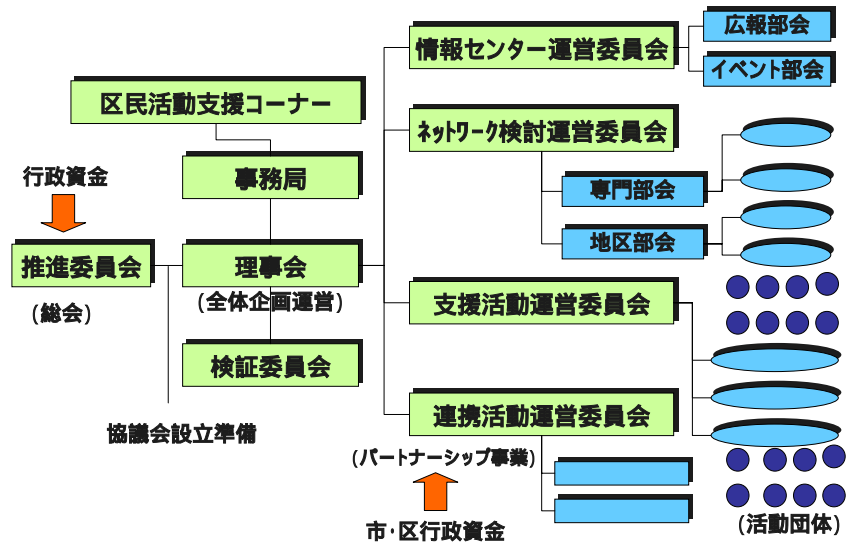 広報部会
情報センター運営委員会
イベント部会
区民活動支援コーナー
ネットワーク検討運営委員会
事務局
行政資金
専門部会
地区部会
推進委員会
理事会
(全体企画運営)
(総会)
支援活動運営委員会
検証委員会
連携活動運営委員会
協議会設立準備
(パートナーシップ事業)
市・区行政資金
(活動団体)